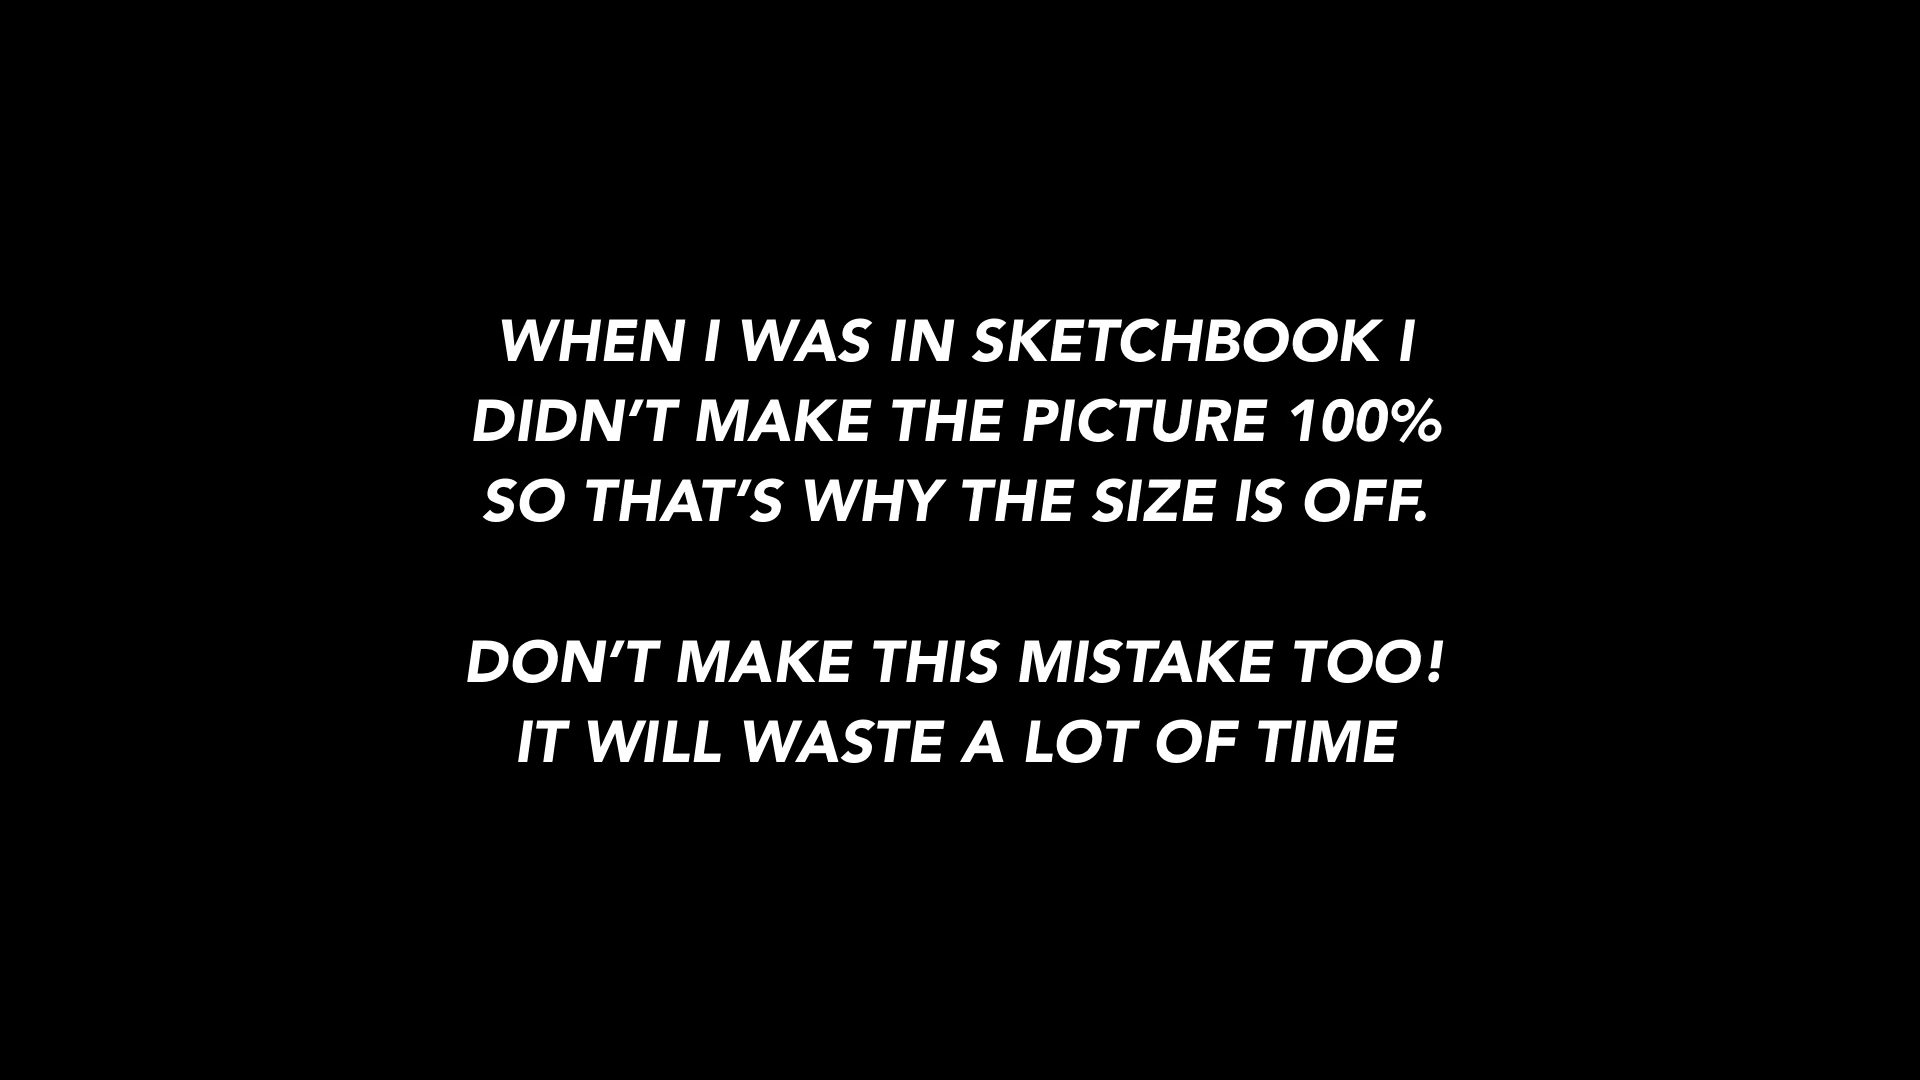 WHEN I WAS IN SKETCHBOOK I
DIDN’T MAKE THE PICTURE 100%
SO THAT’S WHY THE SIZE IS OFF.
DON’T MAKE THIS MISTAKE TOO!
IT WILL WASTE A LOT OF TIME